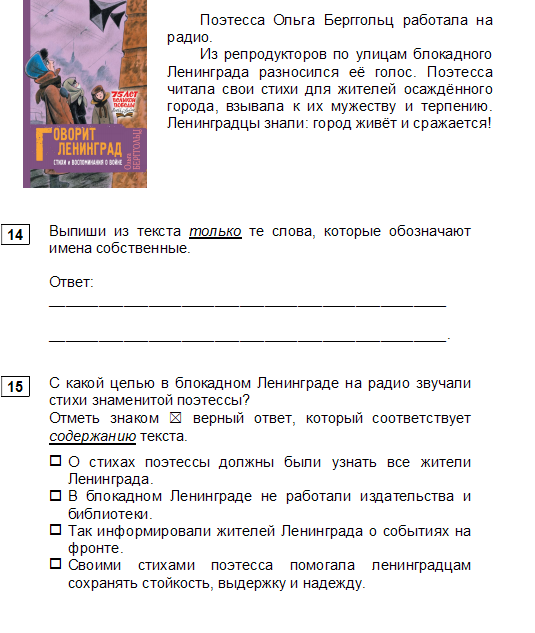 Поэтесса Ольга Берггольц работала на
радио.
Из репродукторов по улицам блокадного
Ленинграда разносился её голос. Поэтесса
читала свои стихи для жителей осаждённого
города, взывала к их мужеству и терпению.
Ленинградцы знали: город живёт и сражается!
75 ЛЕТ
ВЕЛИКОЙ
ПОБЕДЫ
ГОВОРИТ
ЛЕНИНГРАД
СТИХИ И ВОСПОМИНАНИЯ О ВОЙНЕ
Ольга
БЕРГГОЛЬЦ
14
Выпиши из текста только те слова, которые обозначают
имена собственные.
Ответ:
15
С какой целью в блокадном Ленинграде на радио звучали
стихи знаменитой поэтессы?
Отметь знаком ☒ верный ответ, который соответствует
содержанию текста.
О стихах поэтессы должны были узнать все жители
Ленинграда.
В блокадном Ленинграде не работали издательства и
библиотеки.
Так информировали жителей Ленинграда о событиях на
фронте.
Своими стихами поэтесса помогала ленинградцам
сохранять стойкость, выдержку и надежду.